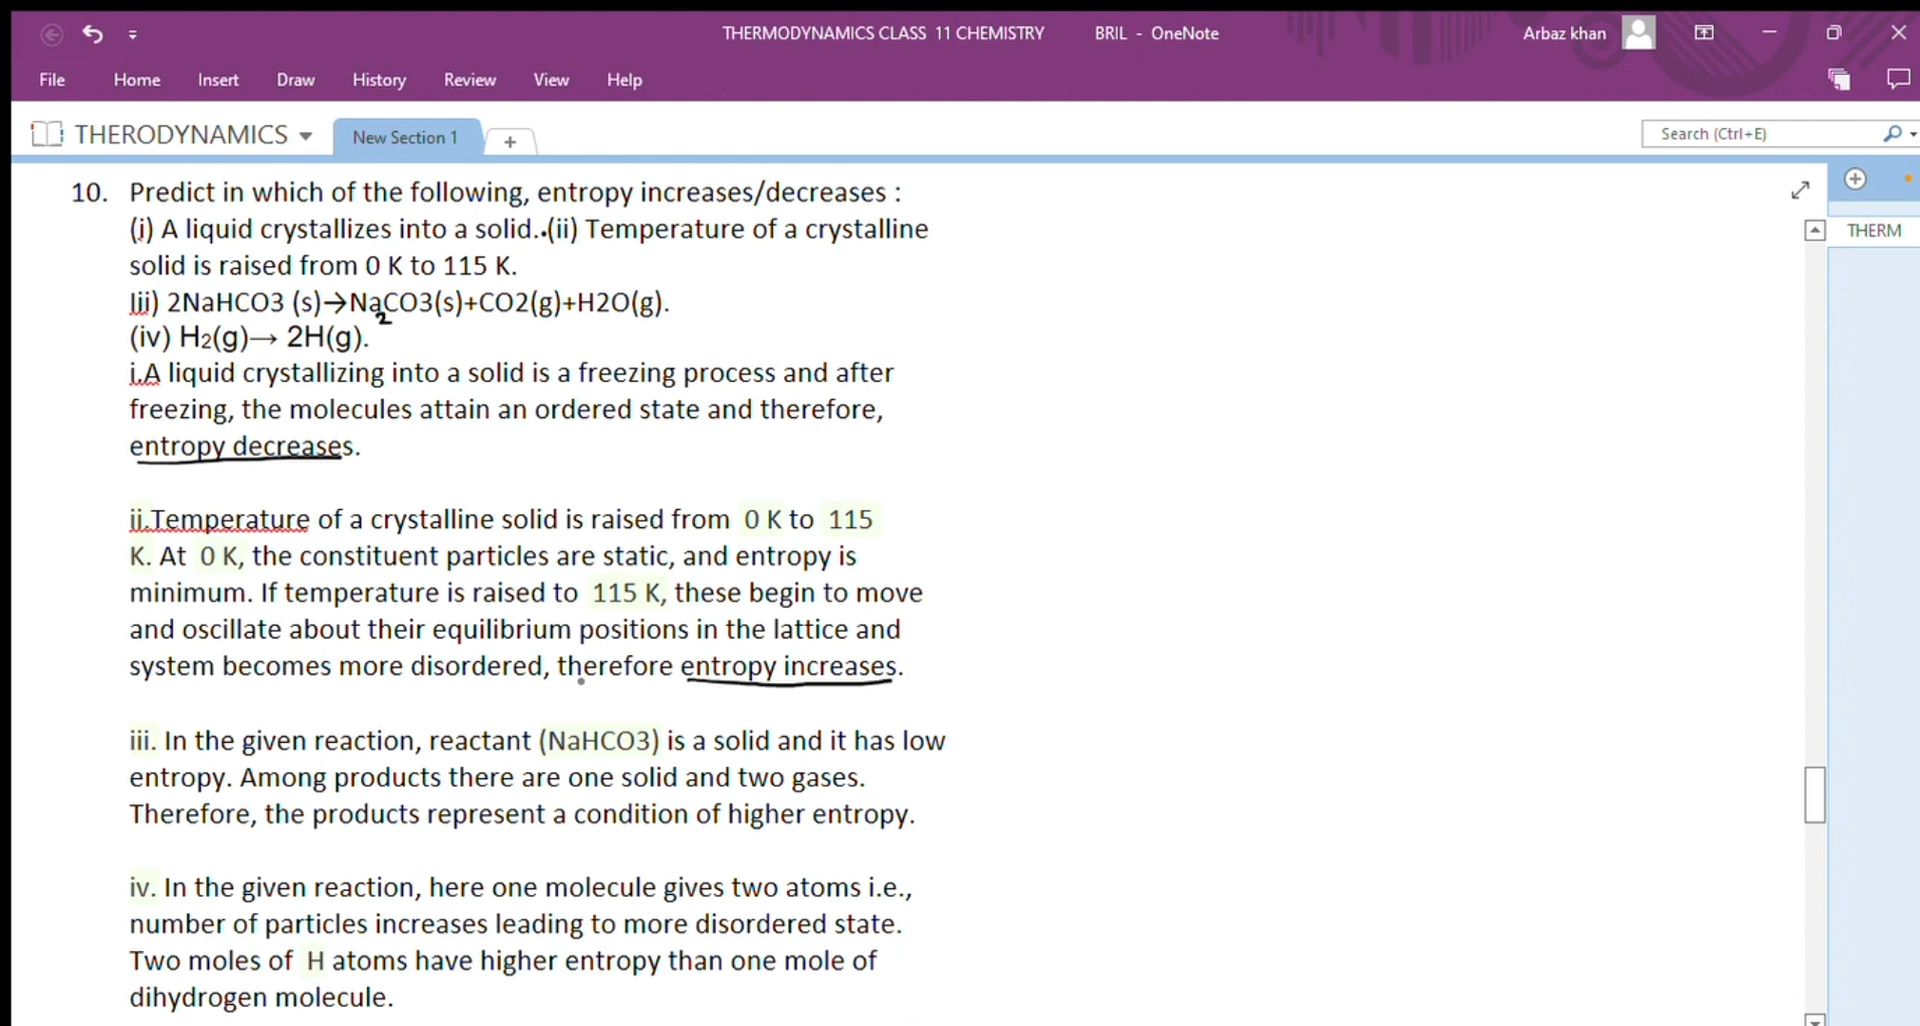 THERMODYNAMICS CLASS 11 CHEMISTRY BRIL - OneNote
Arbaz khan
File Home Insert Draw History Review View Help
THERODYNAMICS
New Section 1
+
Search (Ctrl+E)
THERM
10. Predict in which of the following, entropy increases/decreases :
(i) A liquid crystallizes into a solid..(ii) Temperature of a crystalline
solid is raised from 0 K to 115 K.
Iii) 2NaHCO3 (s)→Na2CO3(s)+CO2(g)+H2O(g).
(iv) H2(g)→ 2H(g).
i.A liquid crystallizing into a solid is a freezing process and after
freezing, the molecules attain an ordered state and therefore,
entropy decreases.
ii.Temperature of a crystalline solid is raised from 0 K to 115
K. At 0 K, the constituent particles are static, and entropy is
minimum. If temperature is raised to 115 K, these begin to move
and oscillate about their equilibrium positions in the lattice and
system becomes more disordered, therefore entropy increases.
iii. In the given reaction, reactant (NaHCO3) is a solid and it has low
entropy. Among products there are one solid and two gases.
Therefore, the products represent a condition of higher entropy.
iv. In the given reaction, here one molecule gives two atoms i.e.,
number of particles increases leading to more disordered state.
Two moles of H atoms have higher entropy than one mole of
dihydrogen molecule.